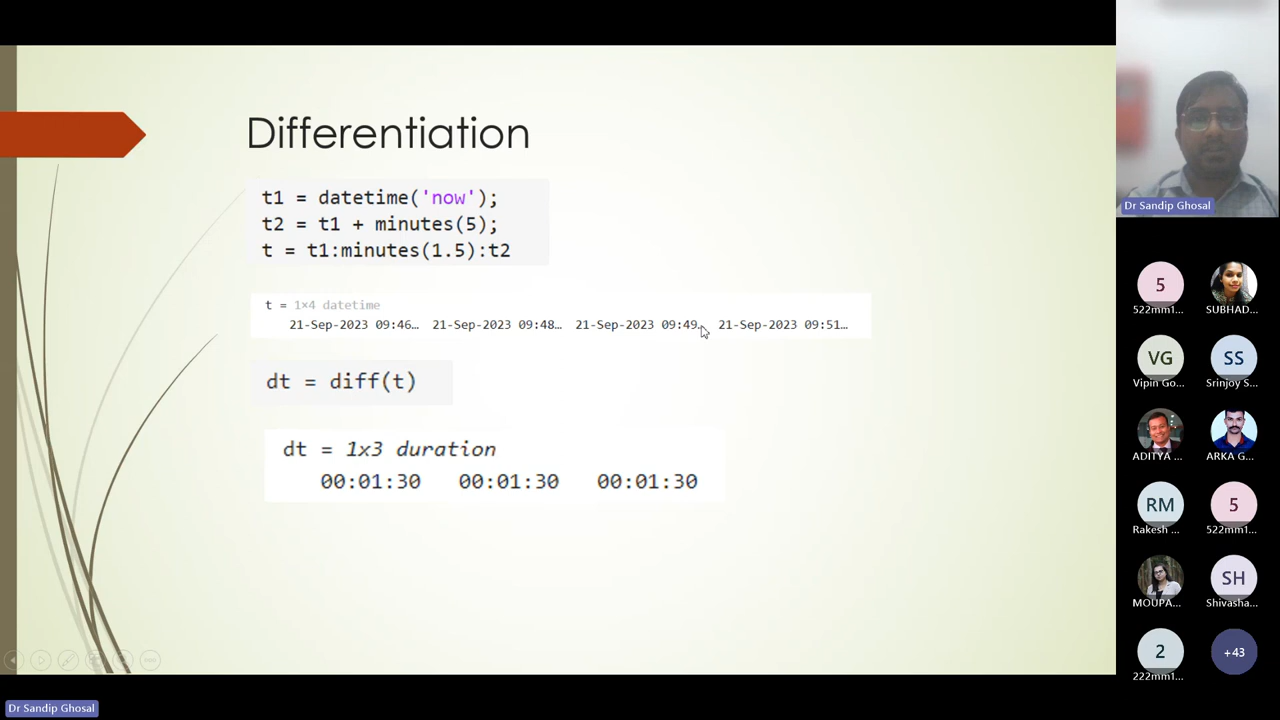 Differentiation
t1 = datetime('now');
t2 = t1 + minutes(5);
t = t1:minutes(1.5):t2
t = 1×4 datetime
21-Sep-2023 09:46… 21-Sep-2023 09:48… 21-Sep-2023 09:49… 21-Sep-2023 09:51…
dt = diff(t)
dt = 1x3 duration
00:01:30 00:01:30 00:01:30
Dr Sandip Ghosal
5
522mm1...
SUBHAD...
VG
Vipin Go...
SS
Srinjoy S...
ADITYA ...
ARKA G...
RM
Rakesh ...
5
522mm1...
MOUPA...
SH
Shivasha...
2
222mm1...
+43
Dr Sandip Ghosal